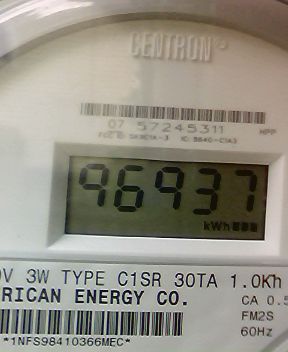 CENTRON®
07 57245311
HPP
96937
kWh
V 3W TYPE C1SR 30TA 1.0Kh
RICAN ENERGY CO.
CA 0.5
FM2S
60Hz
*1NFS98410366MEC*